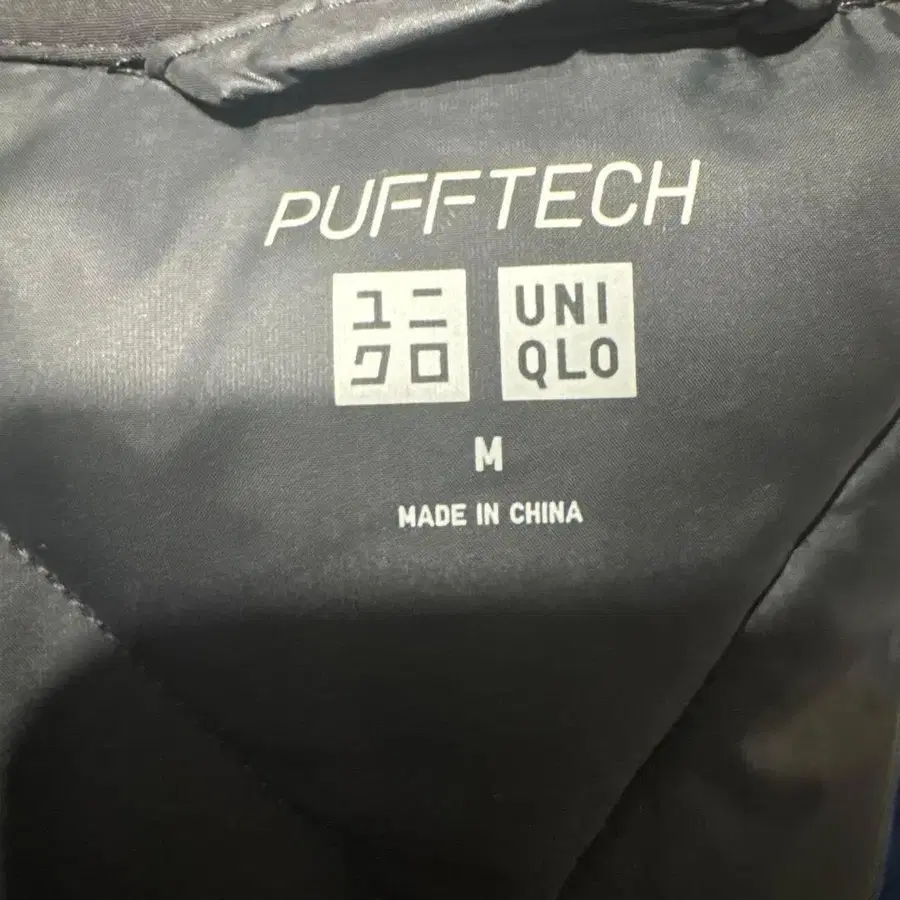 PUFFTECH
ユニ
クロ
UNI
QLO
M
MADE IN CHINA